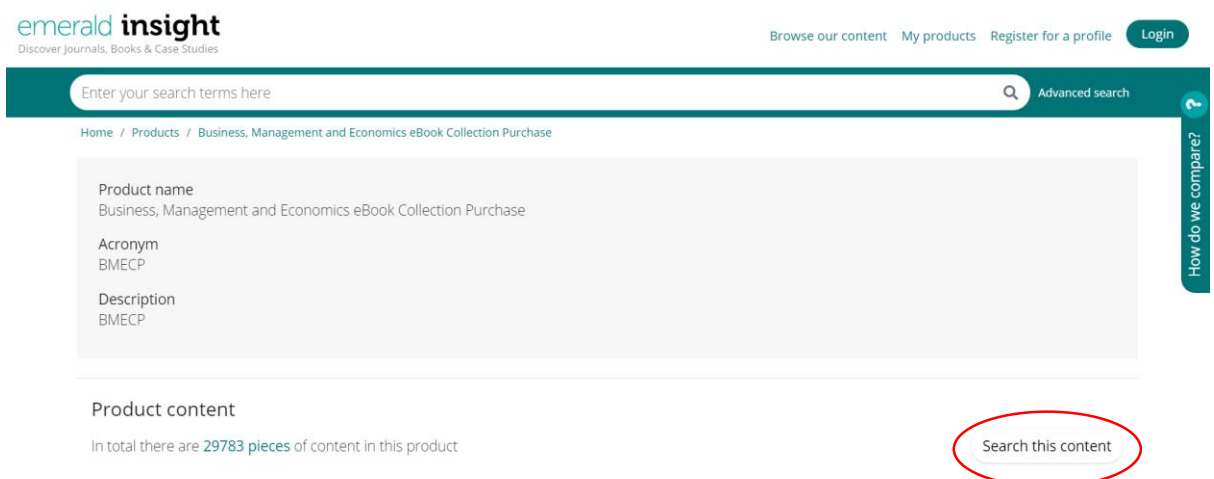 emerald insight
Discover Journals, Books & Case Studies
Browse our content My products Register for a profile Login
Enter your search terms here
Advanced search
?
How do we compare?
Home / Products / Business, Management and Economics eBook Collection Purchase
Product name
Business, Management and Economics eBook Collection Purchase
Acronym
BMECP
Description
BMECP
Product content
In total there are 29783 pieces of content in this product
Search this content